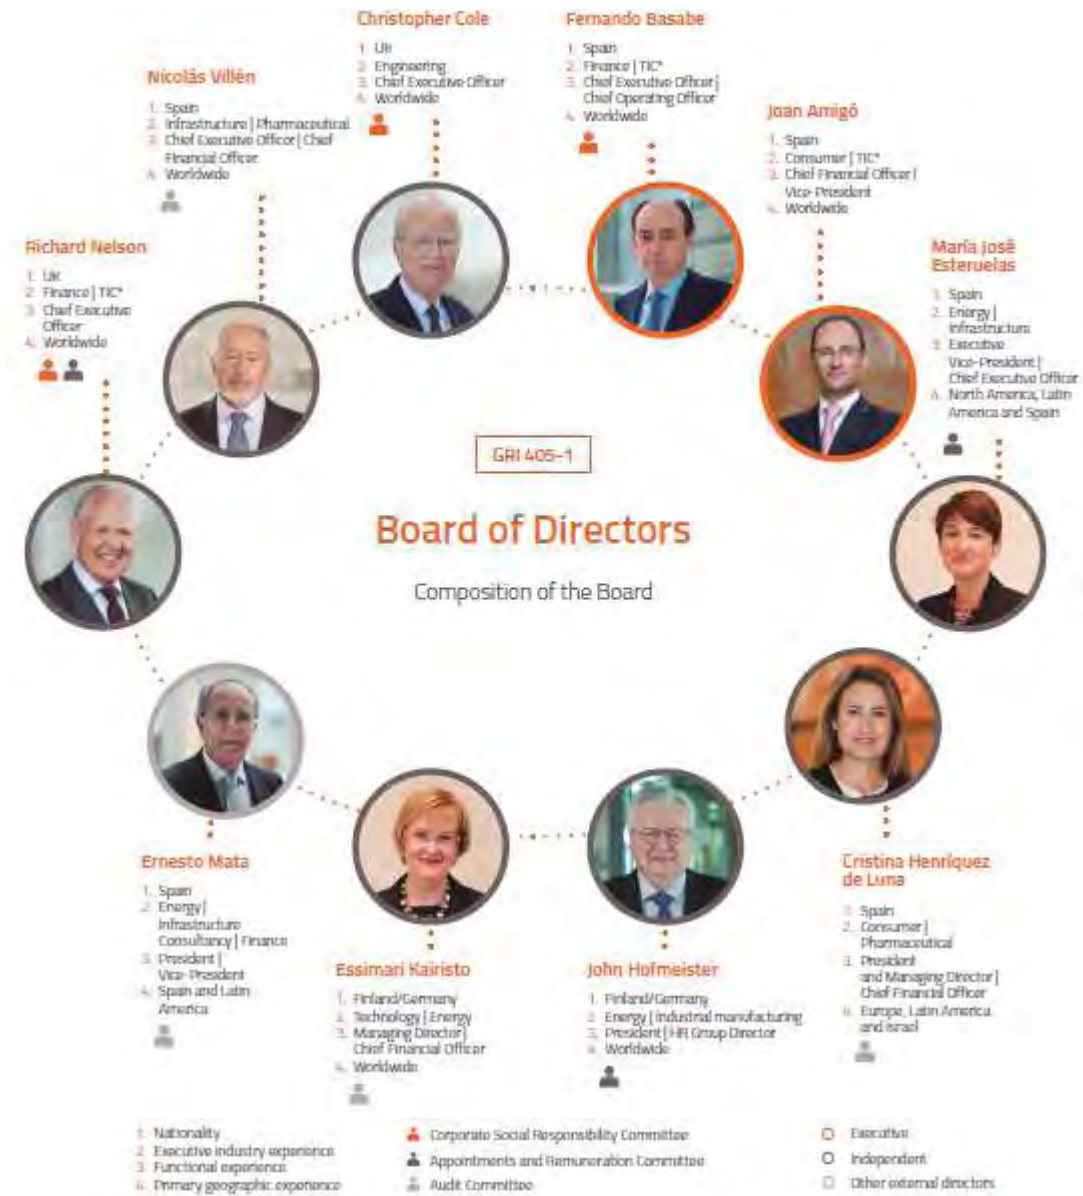 Christopher Cole
1. UK
2. Engineering
3. Chief Executive Officer
4. Worldwide
Fernando Basabe
1. Spain
2. Finance | TIC*
3. Chief Executive Officer |
Chief Operating Officer
4. Worldwide
Nicolás Villén
1. Spain
2. Infrastructure | Pharmaceutical
3. Chief Executive Officer | Chief
Financial Officer
4. Worldwide
Joan Amigó
1. Spain
2. Consumer | TIC*
3. Chief Financial Officer |
Vice-President
4. Worldwide
Richard Nelson
1. UK
2. Finance | TIC*
3. Chief Executive
Officer
4. Worldwide
María José
Esteruelas
1. Spain
2. Energy |
Infrastructure
3. Executive
Vice-President |
Chief Executive Officer
4. North America, Latin
America and Spain
GRI 405-1
Board of Directors
Composition of the Board
Ernesto Mata
1. Spain
2. Energy |
Infrastructure
Consultancy | Finance
3. President |
Vice-President
4. Spain and Latin
America
Essimari Kairisto
1. Finland/Germany
2. Technology | Energy
3. Managing Director |
Chief Financial Officer
4. Worldwide
John Hofmeister
1. Finland/Germany
2. Energy | Industrial manufacturing
3. President | HR Group Director
4. Worldwide
Cristina Henríquez
de Luna
1. Spain
2. Consumer |
Pharmaceutical
3. President
and Managing Director |
Chief Financial Officer
4. Europe, Latin America
and Israel
1. Nationality
2. Executive industry experience
3. Functional experience
4. Primary geographic experience
Corporate Social Responsibility Committee
Appointments and Remuneration Committee
Audit Committee
Executive
Independent
Other external directors